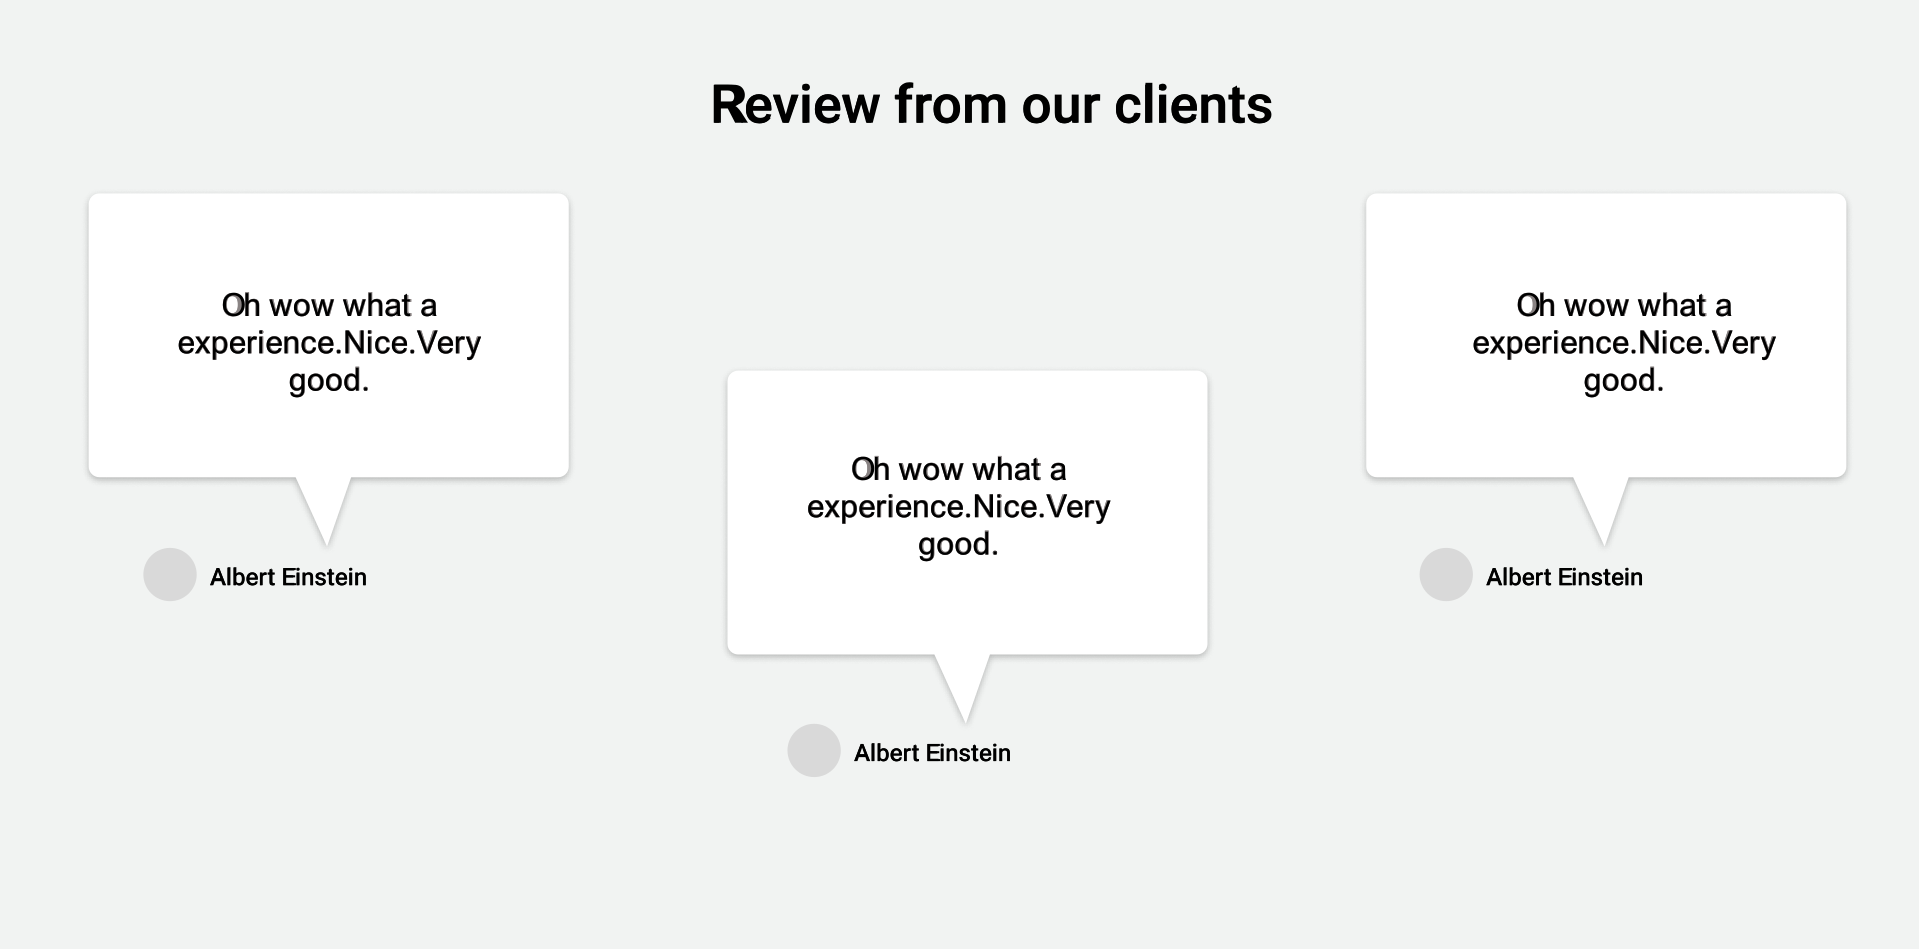 Review from our clients
Oh wow what a
experience.Nice.Very
good.
Albert Einstein
Oh wow what a
experience.Nice.Very
good.
Albert Einstein
Oh wow what a
experience.Nice.Very
good.
Albert Einstein